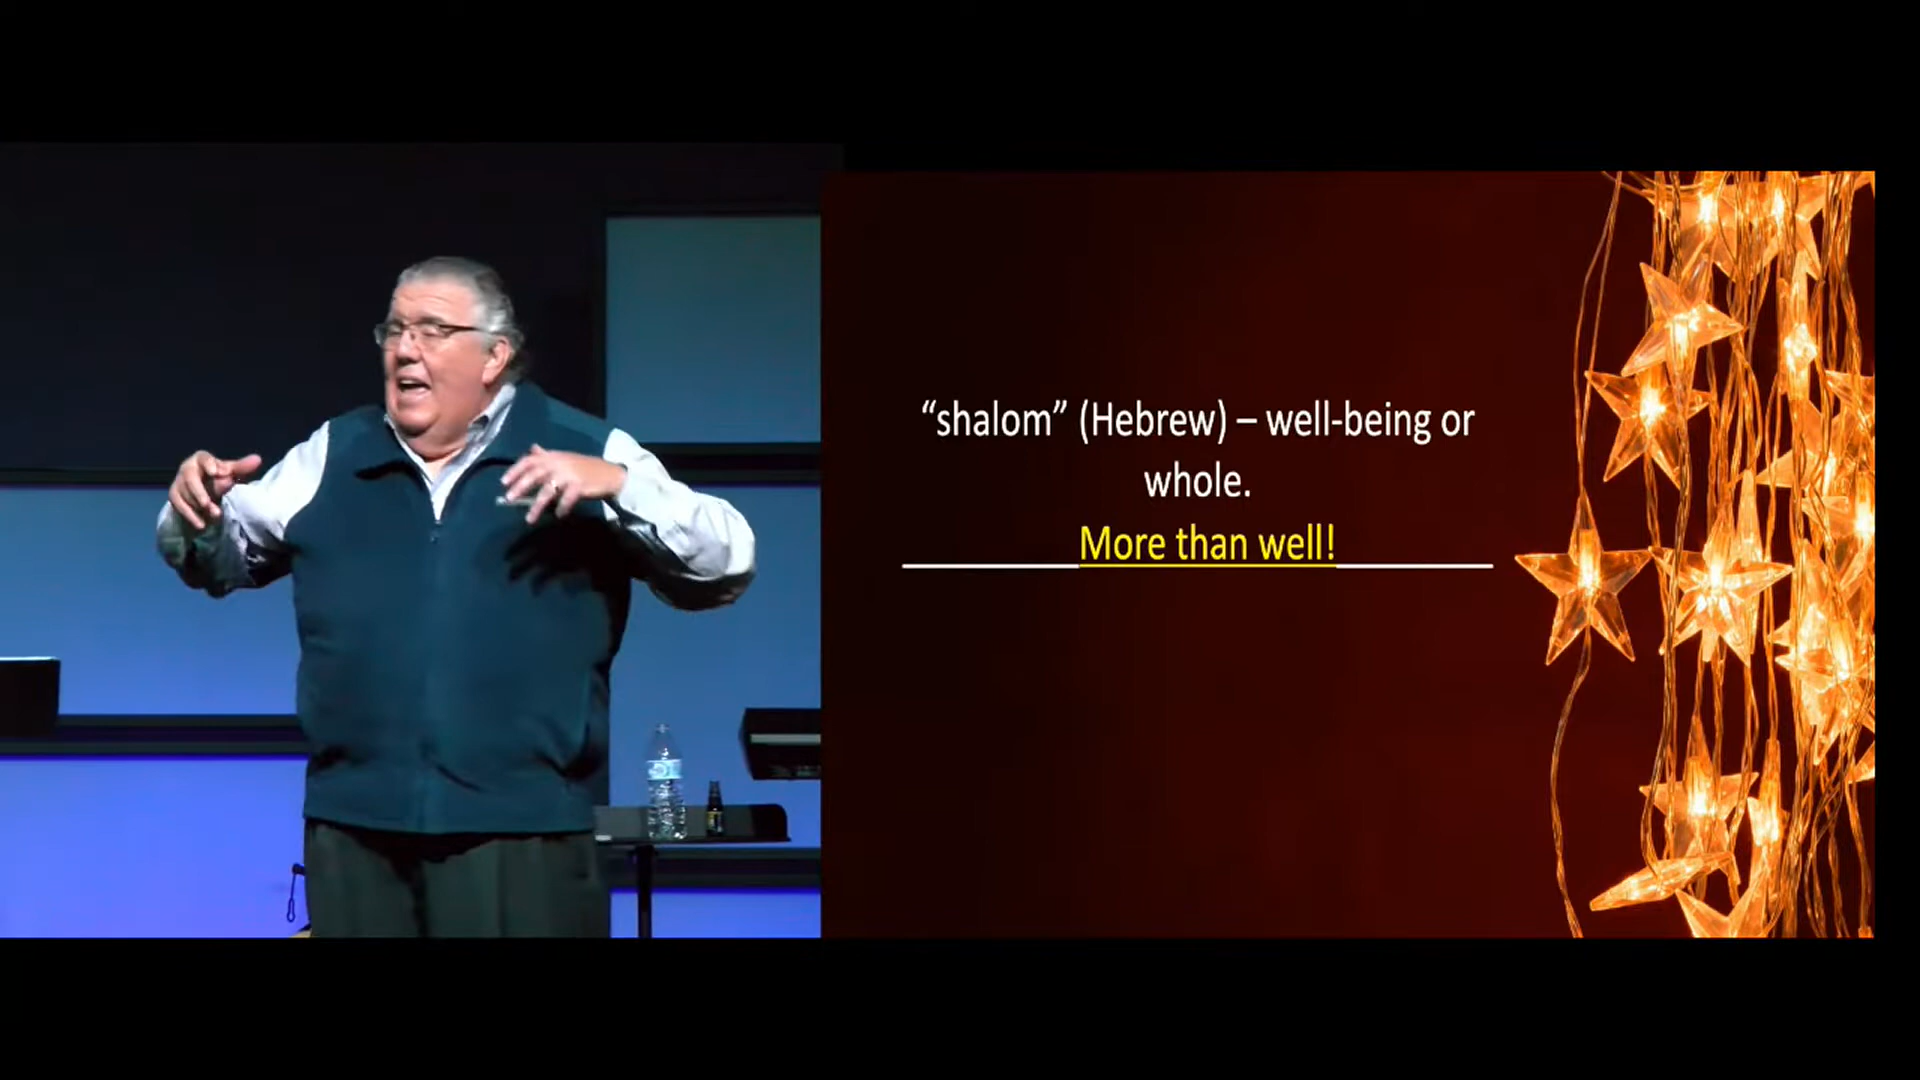 “shalom” (Hebrew) – well-being or
whole.
More than well!